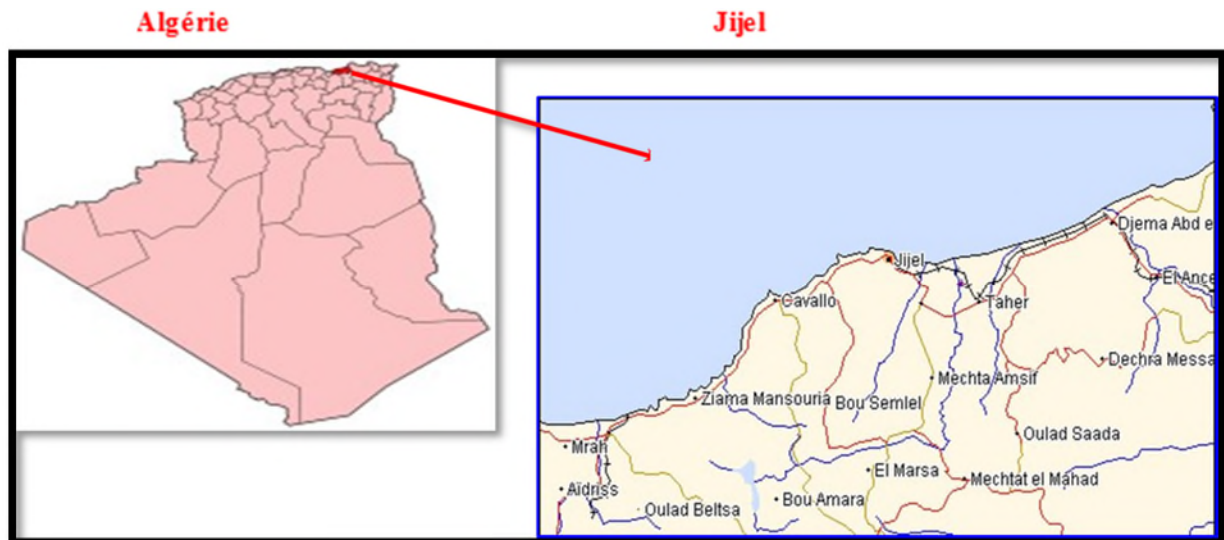 Algérie
Jijel
Djema Abd e
Jijel
El Ance
Cavallo
Taher
Dechra Messa
Mechta Amsif
Ziama Mansouria
Bou Semlel
Oulad Saada
Mrah
El Marsa
Mechtat el Mahad
Aïdriss
Bou Amara
Oulad Beltsa